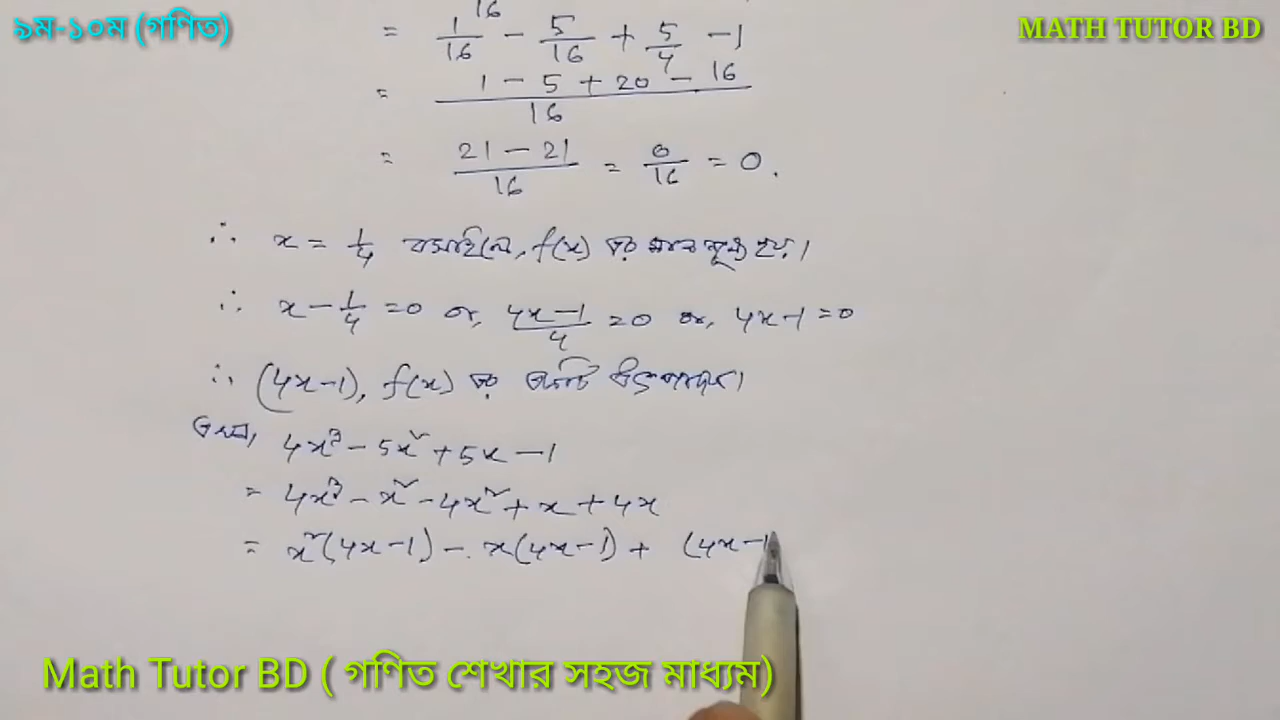 ৯ম-১০ম (গণিত)
MATH TUTOR BD
16
= 1/16 - 5/16 + 5/4 - 1
= (1 - 5 + 20 - 16)/16
= (21 - 21)/16 = 0/16 = 0.
∴ x = 1/4 বসাইলে, f(x) এর মান শূন্য হয়।
∴ x - 1/4 = 0 বা, (4x - 1)/4 = 0 বা, 4x - 1 = 0
∴ (4x-1), f(x) এর একটি উৎপাদক।
এখন, 4x³ - 5x² + 5x - 1
= 4x³ - x² - 4x² + x + 4x
= x²(4x-1) - x(4x-1) + (4x-1
Math Tutor BD ( গণিত শেখার সহজ মাধ্যম)